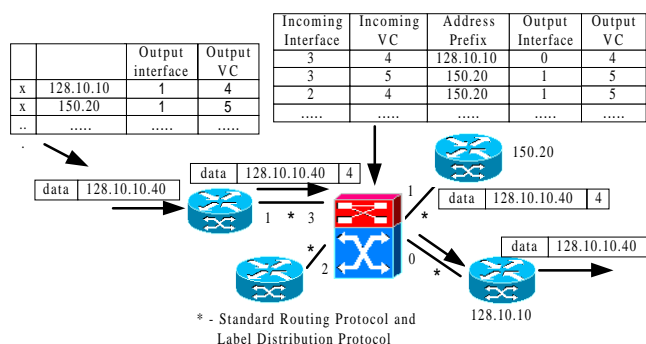 Output interface Output VC
x 128.10.10 1 4
x 150.20 1 5
.. ..... ..... .....
.
Incoming Interface Incoming VC Address Prefix Output Interface Output VC
3 4 128.10.10 0 4
3 5 150.20 1 5
2 4 150.20 1 5
..... ..... ..... .....
data 128.10.10.40
data 128.10.10.40 4
150.20
1
data 128.10.10.40 4
1 * 3
*
*
2
0
*
data 128.10.10.40
128.10.10
* - Standard Routing Protocol and
Label Distribution Protocol